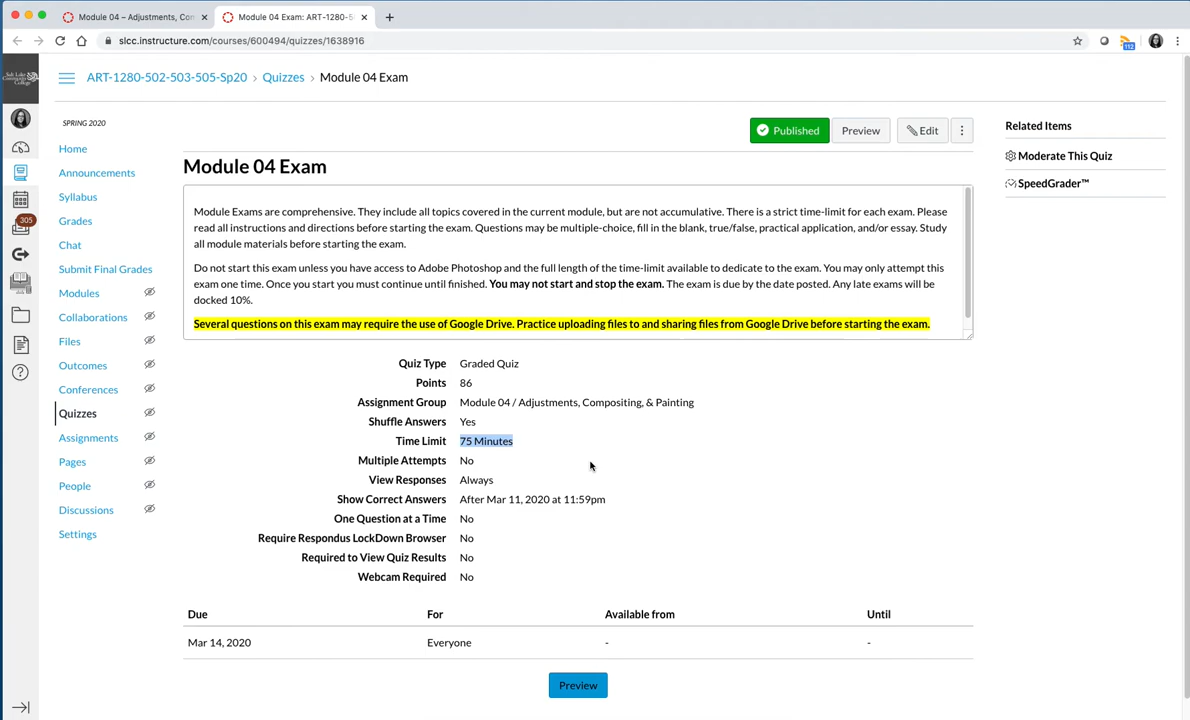 Module 04 – Adjustments, Con
Module 04 Exam: ART-1280-5
slcc.instructure.com/courses/600494/quizzes/1638916
112
Salt Lake Community College
ART-1280-502-503-505-Sp20 › Quizzes › Module 04 Exam
SPRING 2020
Home
Announcements
Syllabus
Grades
Chat
Submit Final Grades
Modules
Collaborations
Files
Outcomes
Conferences
Quizzes
Assignments
Pages
People
Discussions
Settings
305
Published
Preview
Edit
Module 04 Exam
Module Exams are comprehensive. They include all topics covered in the current module, but are not accumulative. There is a strict time-limit for each exam. Please
read all instructions and directions before starting the exam. Questions may be multiple-choice, fill in the blank, true/false, practical application, and/or essay. Study
all module materials before starting the exam.
Do not start this exam unless you have access to Adobe Photoshop and the full length of the time-limit available to dedicate to the exam. You may only attempt this
exam one time. Once you start you must continue until finished. You may not start and stop the exam. The exam is due by the date posted. Any late exams will be
docked 10%.
Several questions on this exam may require the use of Google Drive. Practice uploading files to and sharing files from Google Drive before starting the exam.
Quiz Type Graded Quiz
Points 86
Assignment Group Module 04 / Adjustments, Compositing, & Painting
Shuffle Answers Yes
Time Limit 75 Minutes
Multiple Attempts No
View Responses Always
Show Correct Answers After Mar 11, 2020 at 11:59pm
One Question at a Time No
Require Respondus LockDown Browser No
Required to View Quiz Results No
Webcam Required No
Due For Available from Until
Mar 14, 2020 Everyone - -
Preview
Related Items
Moderate This Quiz
SpeedGrader™